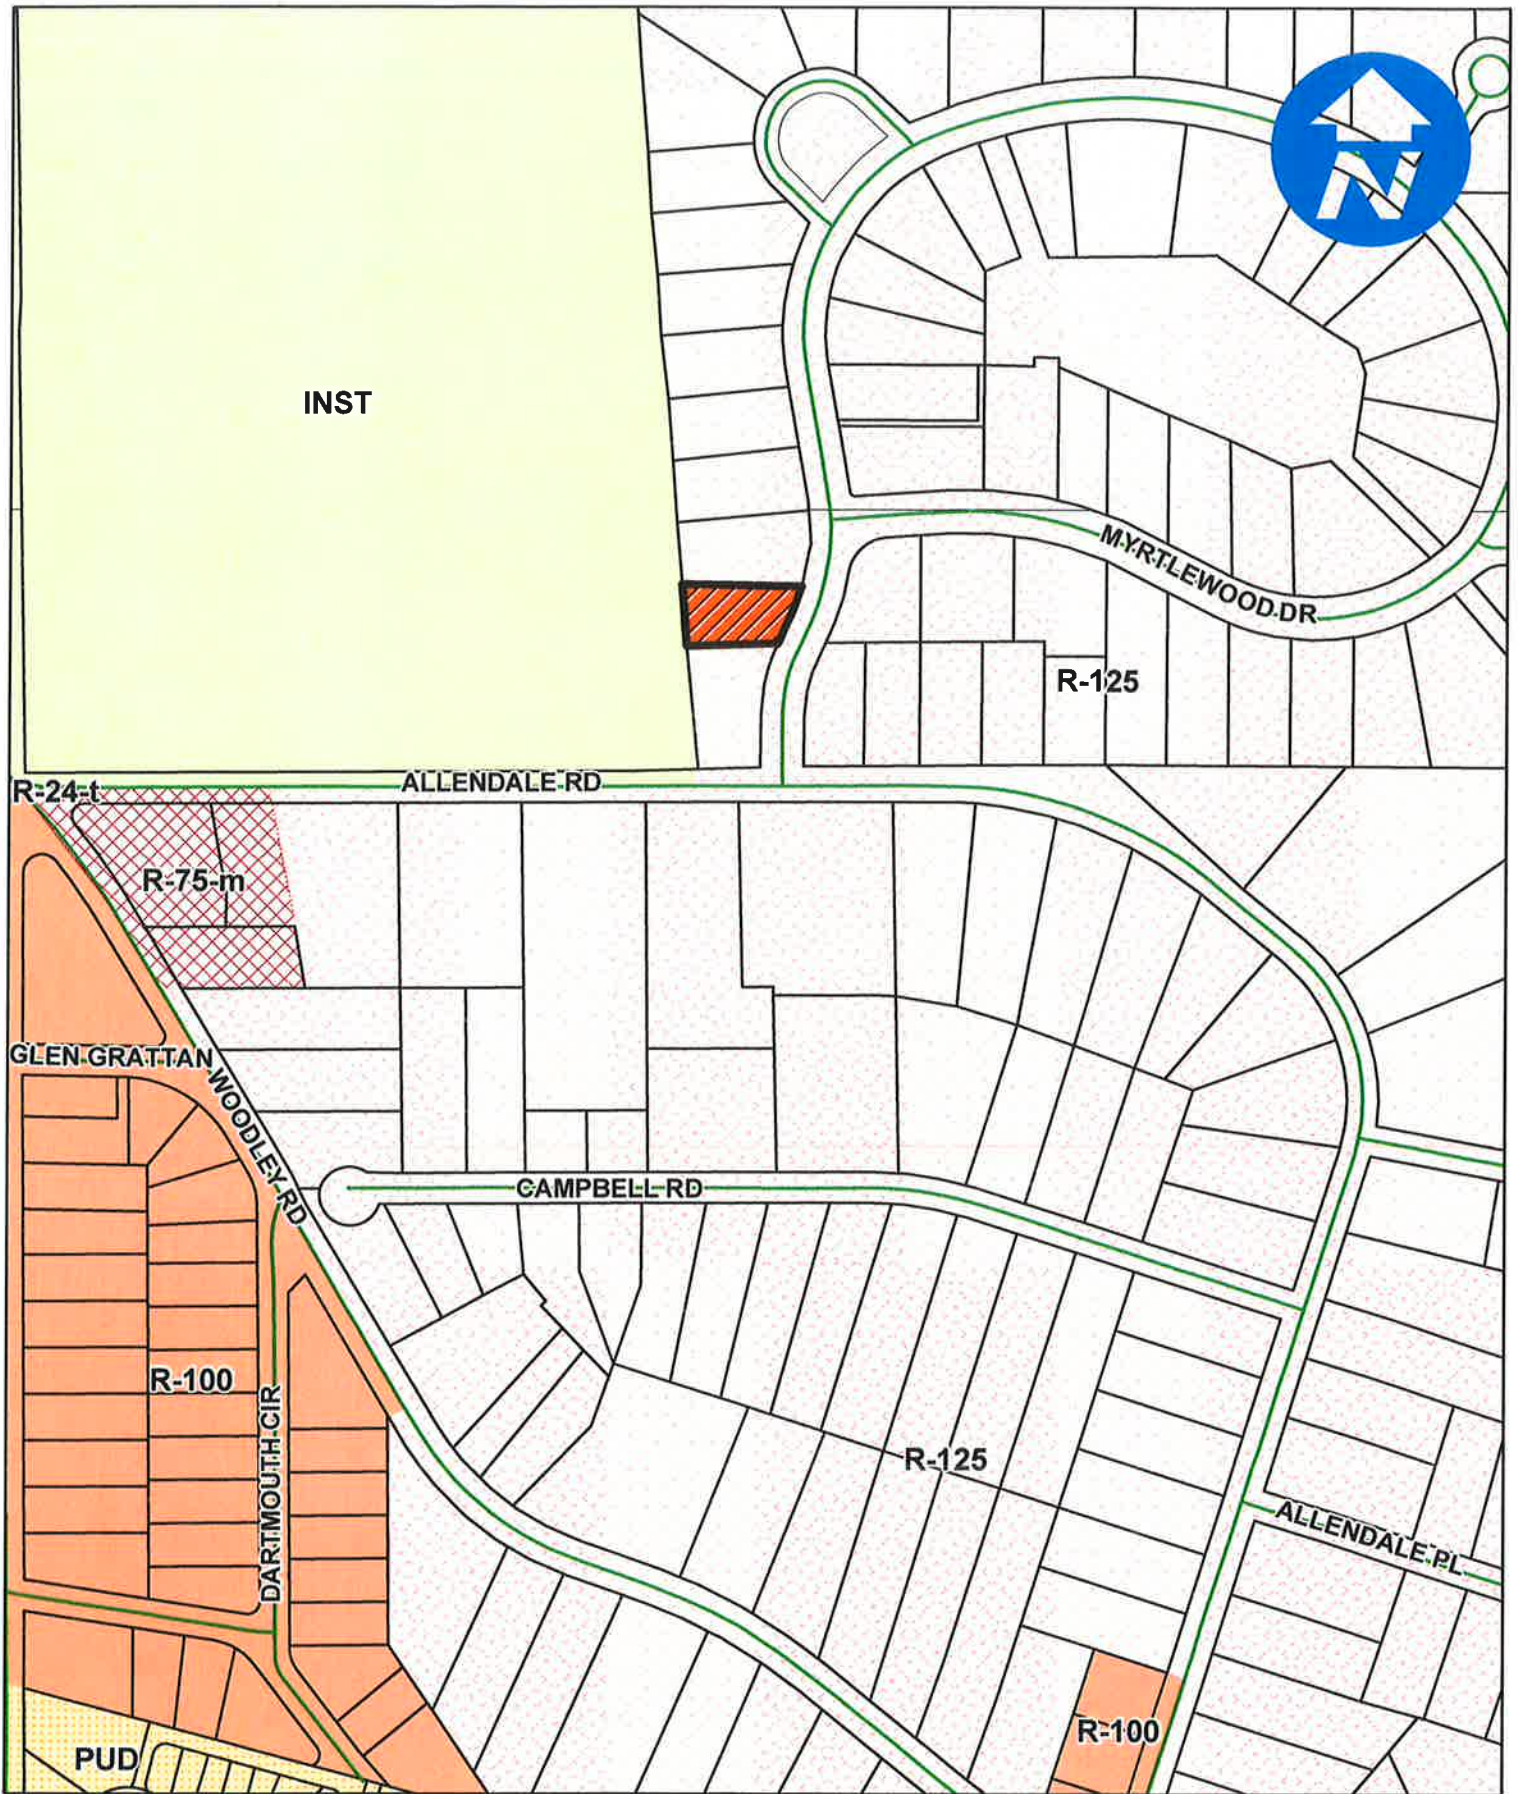 N
INST
MYRTLEWOOD DR
R-125
ALLENDALE RD
R-24-t
R-75-m
GLEN GRATTAN
WOODLEY RD
CAMPBELL RD
R-100
DARTMOUTH CIR
R-125
ALLENDALE PL
R-100
PUD